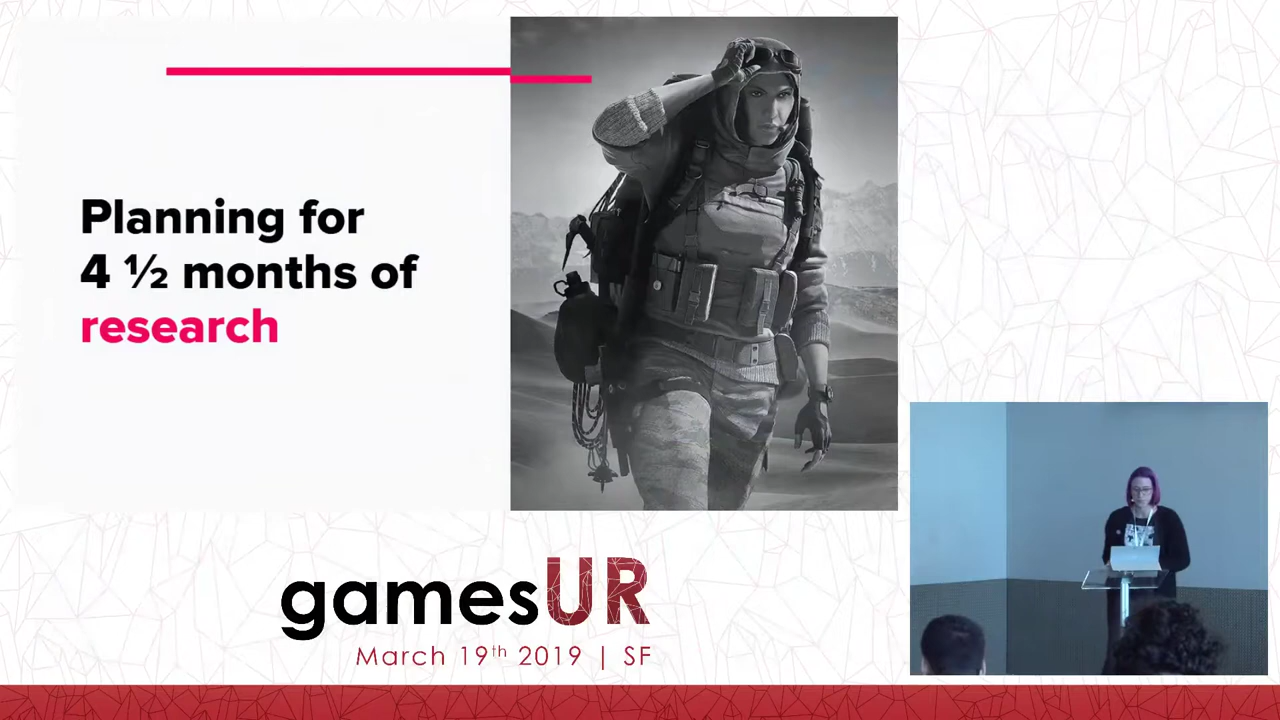 Planning for
4 ½ months of
research
gamesUR
March 19th 2019 | SF